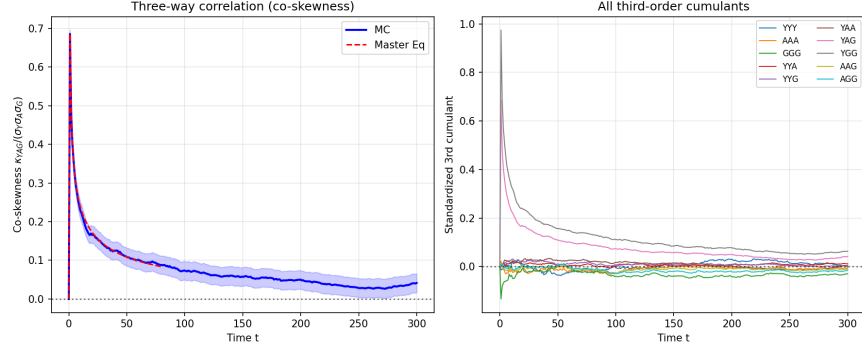 Three-way correlation (co-skewness)
Co-skewness κYAG/(σYσAσG)
0.7
0.6
0.5
0.4
0.3
0.2
0.1
0.0
MC
Master Eq
0 50 100 150 200 250 300
Time t
All third-order cumulants
Standardized 3rd cumulant
1.0
0.8
0.6
0.4
0.2
0.0
YYY YAA
AAA YAG
GGG YGG
YYA AAG
YYG AGG
0 50 100 150 200 250 300
Time t